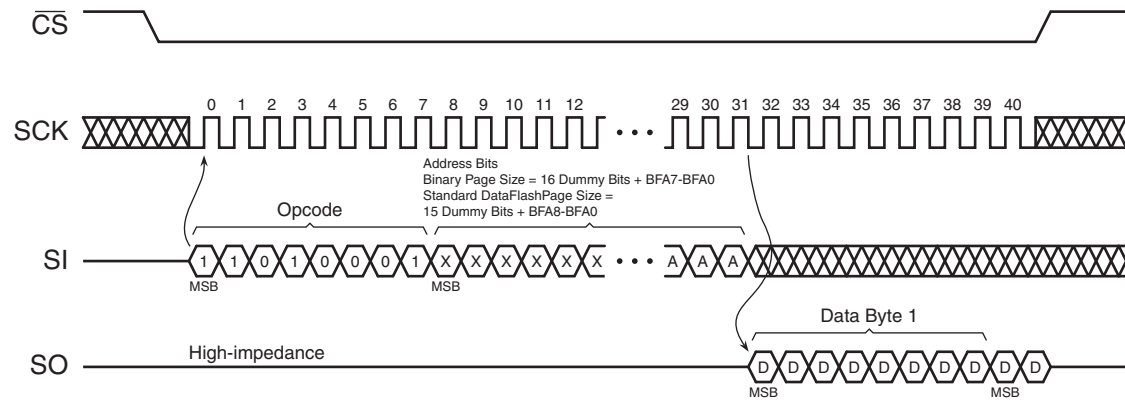 CS
0 1 2 3 4 5 6 7 8 9 10 11 12 29 30 31 32 33 34 35 36 37 38 39 40
SCK
Address Bits
Binary Page Size = 16 Dummy Bits + BFA7-BFA0
Standard DataFlashPage Size =
15 Dummy Bits + BFA8-BFA0
Opcode
SI 1 1 0 1 0 0 0 1 X X X X X X A A A
MSB MSB
Data Byte 1
High-impedance
SO D D D D D D D D D D
MSB MSB